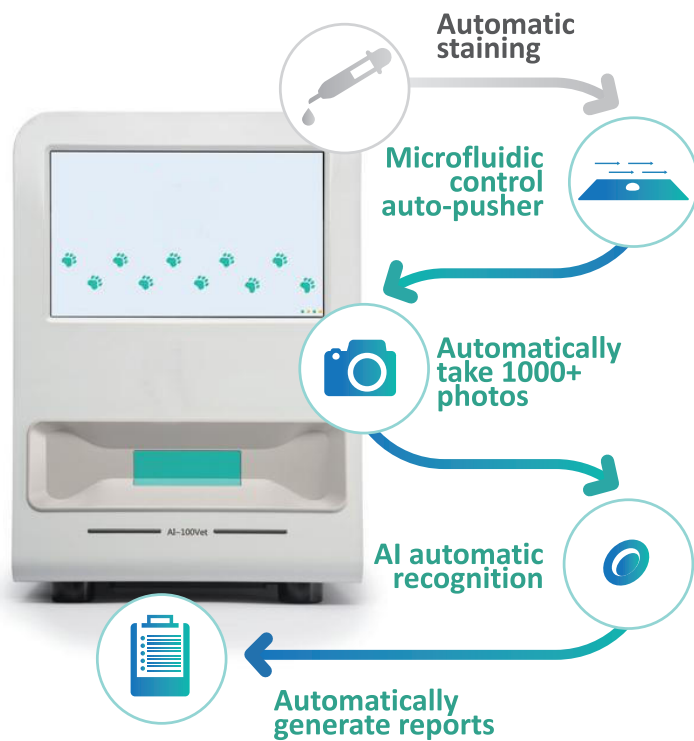 Automatic
staining
Microfluidic
control
auto-pusher
Automatically
take 1000+
photos
AI-100Vet
AI automatic
recognition
Automatically
generate reports